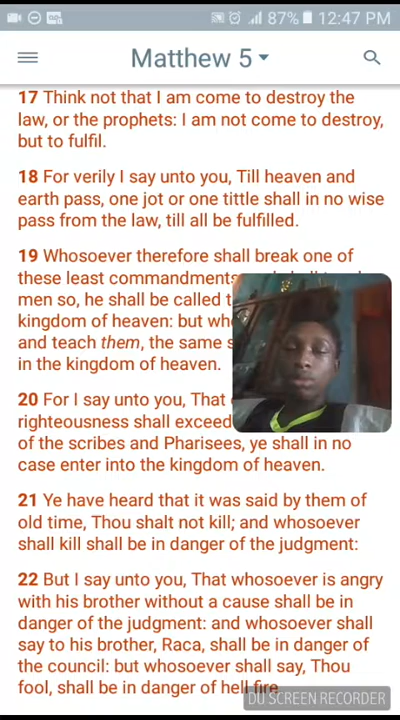 87% 12:47 PM
Matthew 5
17 Think not that I am come to destroy the
law, or the prophets: I am not come to destroy,
but to fulfil.
18 For verily I say unto you, Till heaven and
earth pass, one jot or one tittle shall in no wise
pass from the law, till all be fulfilled.
19 Whosoever therefore shall break one of
these least commandments
men so, he shall be called
kingdom of heaven: but
and teach them, the same
in the kingdom of heaven.
20 For I say unto you, That
righteousness shall exceed
of the scribes and Pharisees, ye shall in no
case enter into the kingdom of heaven.
21 Ye have heard that it was said by them of
old time, Thou shalt not kill; and whosoever
shall kill shall be in danger of the judgment:
22 But I say unto you, That whosoever is angry
with his brother without a cause shall be in
danger of the judgment: and whosoever shall
say to his brother, Raca, shall be in danger of
the council: but whosoever shall say, Thou
fool, shall be in danger of hell fire
DU SCREEN RECORDER